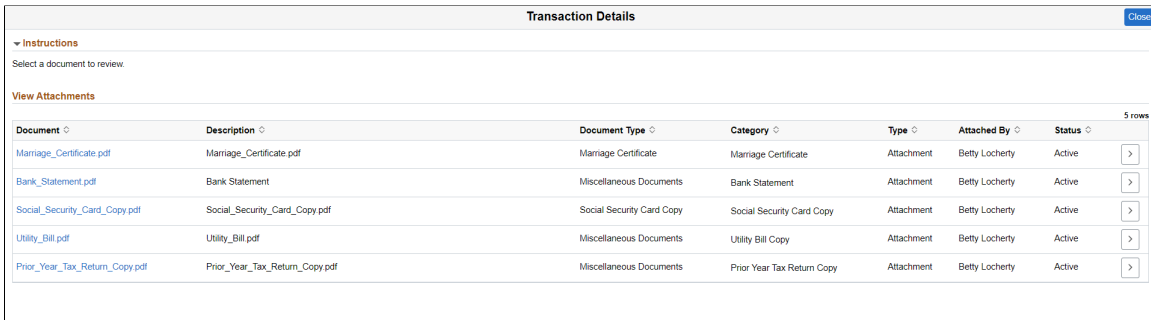 Transaction Details
Close
Instructions
Select a document to review.
View Attachments
5 rows
Document Description Document Type Category Type Attached By Status
Marriage_Certificate.pdf Marriage_Certificate.pdf Marriage Certificate Marriage Certificate Attachment Betty Locherty Active
Bank_Statement.pdf Bank Statement Miscellaneous Documents Bank Statement Attachment Betty Locherty Active
Social_Security_Card_Copy.pdf Social_Security_Card_Copy.pdf Social Security Card Copy Social Security Card Copy Attachment Betty Locherty Active
Utility_Bill.pdf Utility_Bill.pdf Miscellaneous Documents Utility Bill Copy Attachment Betty Locherty Active
Prior_Year_Tax_Return_Copy.pdf Prior_Year_Tax_Return_Copy.pdf Miscellaneous Documents Prior Year Tax Return Copy Attachment Betty Locherty Active